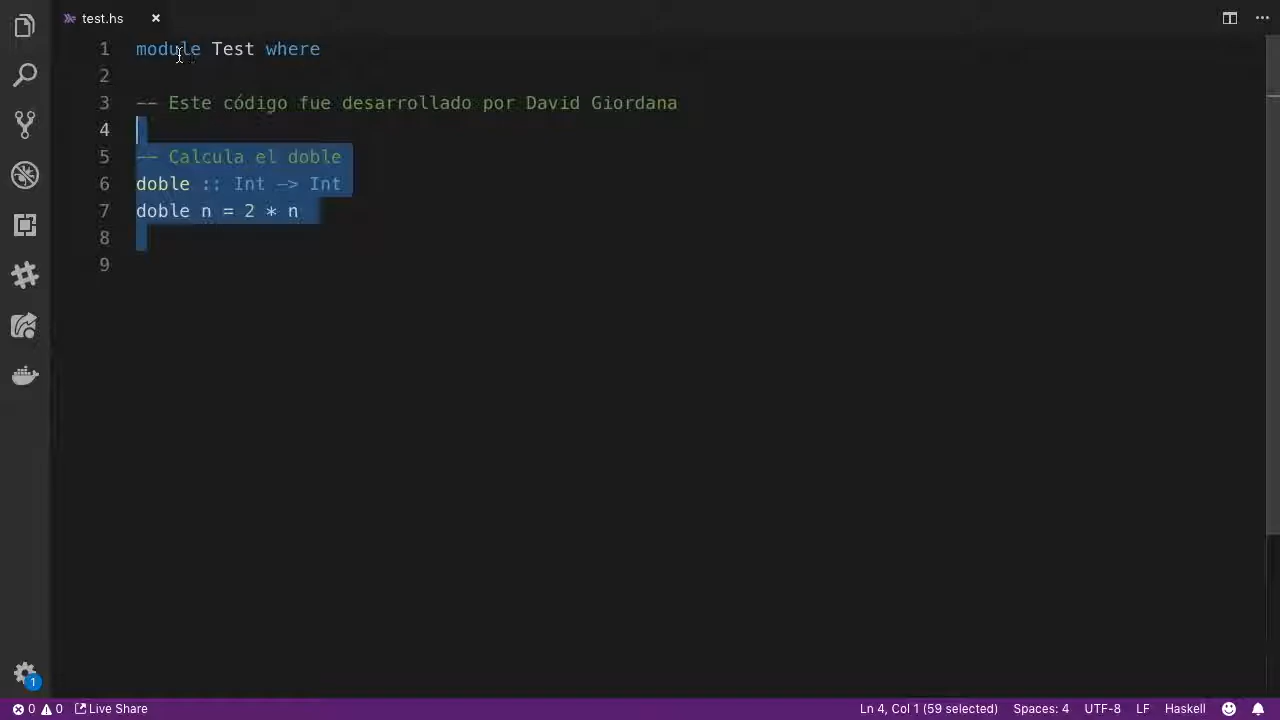 test.hs
1 module Test where
2
3 -- Este código fue desarrollado por David Giordana
4
5 -- Calcula el doble
6 doble :: Int -> Int
7 doble n = 2 * n
8
9
1
0 0 Live Share Ln 4, Col 1 (59 selected) Spaces: 4 UTF-8 LF Haskell